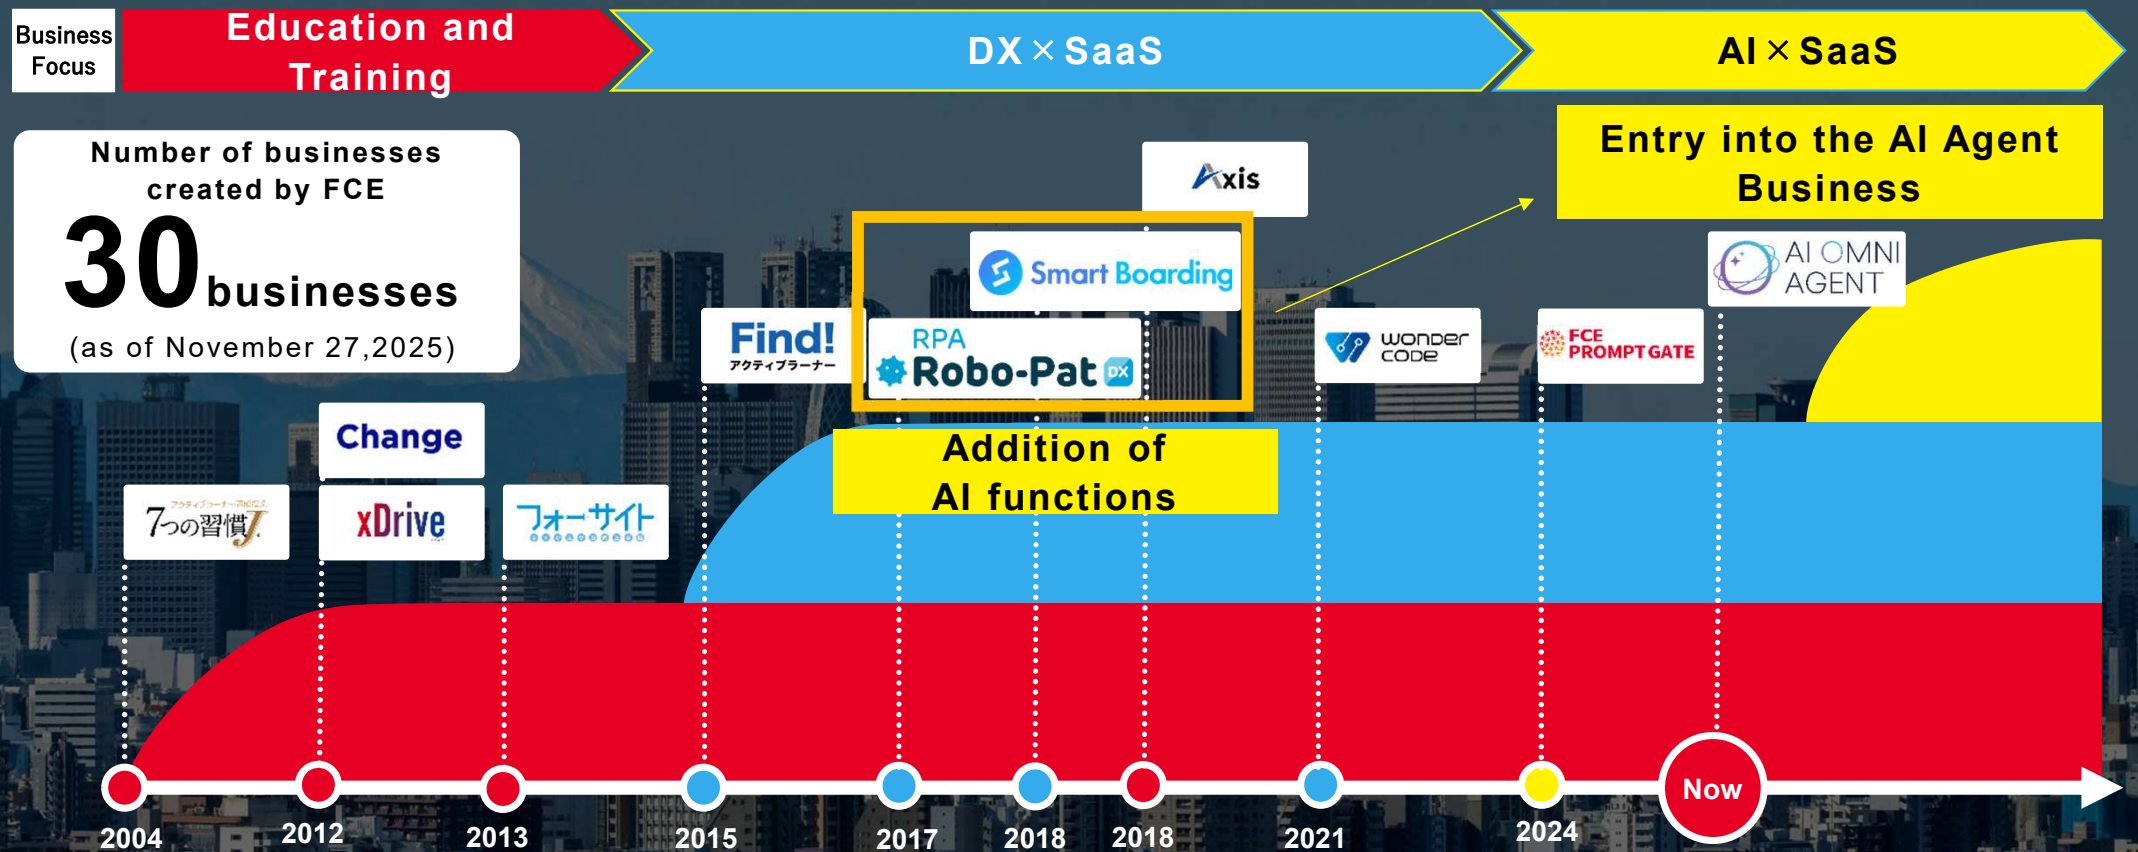 Business
Focus
Education and
Training
DX×SaaS
AI×SaaS
Number of businesses
created by FCE
30 businesses
(as of November 27,2025)
Entry into the AI Agent
Business
Axis
Smart Boarding
AI OMNI
AGENT
Find!
アクティブラーナー
RPA
Robo-Pat DX
WONDER
CODE
FCE
PROMPT GATE
Change
Addition of
AI functions
7つの習慣J.
xDrive
フォーサイト
Now
2004
2012
2013
2015
2017
2018
2018
2021
2024